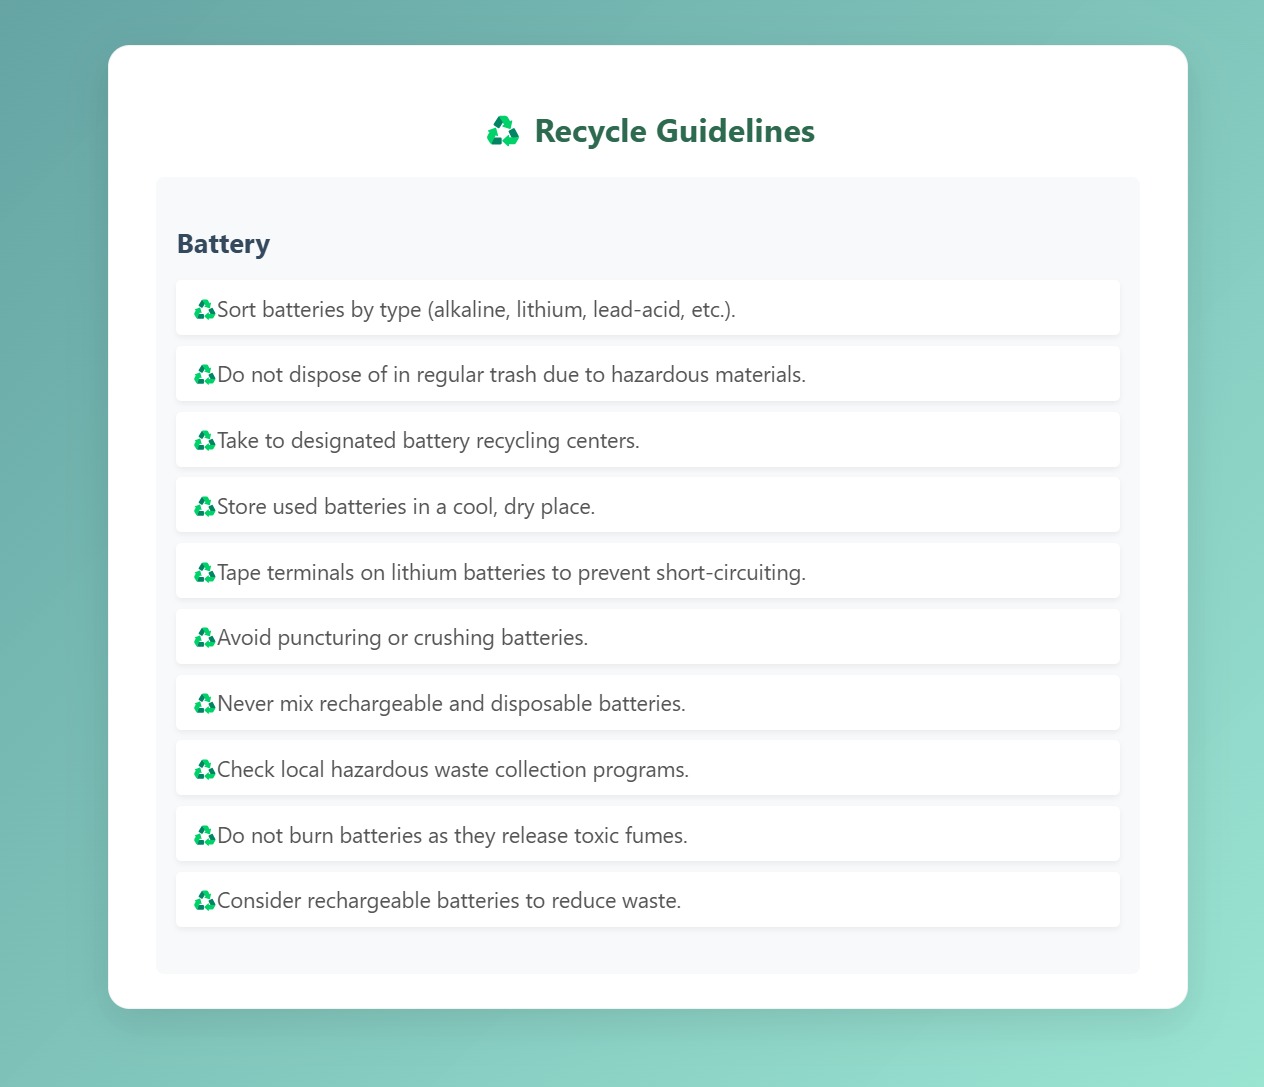 ♻️ Recycle Guidelines
Battery
♻️Sort batteries by type (alkaline, lithium, lead-acid, etc.).
♻️Do not dispose of in regular trash due to hazardous materials.
♻️Take to designated battery recycling centers.
♻️Store used batteries in a cool, dry place.
♻️Tape terminals on lithium batteries to prevent short-circuiting.
♻️Avoid puncturing or crushing batteries.
♻️Never mix rechargeable and disposable batteries.
♻️Check local hazardous waste collection programs.
♻️Do not burn batteries as they release toxic fumes.
♻️Consider rechargeable batteries to reduce waste.